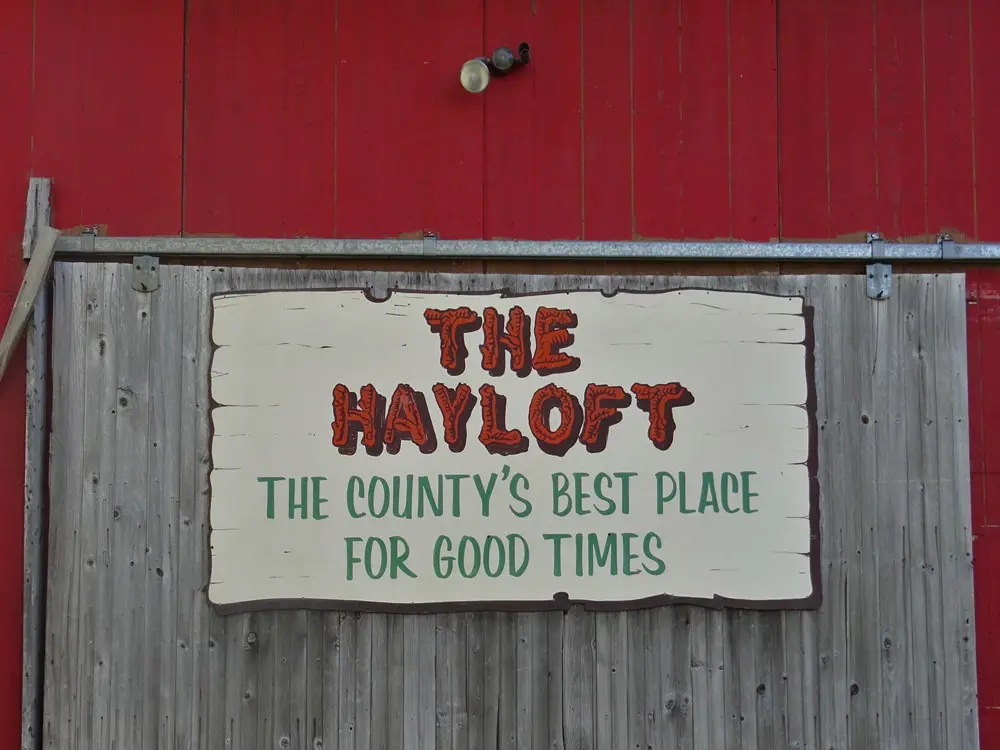 THE
HAYLOFT
THE COUNTY'S BEST PLACE
FOR GOOD TIMES